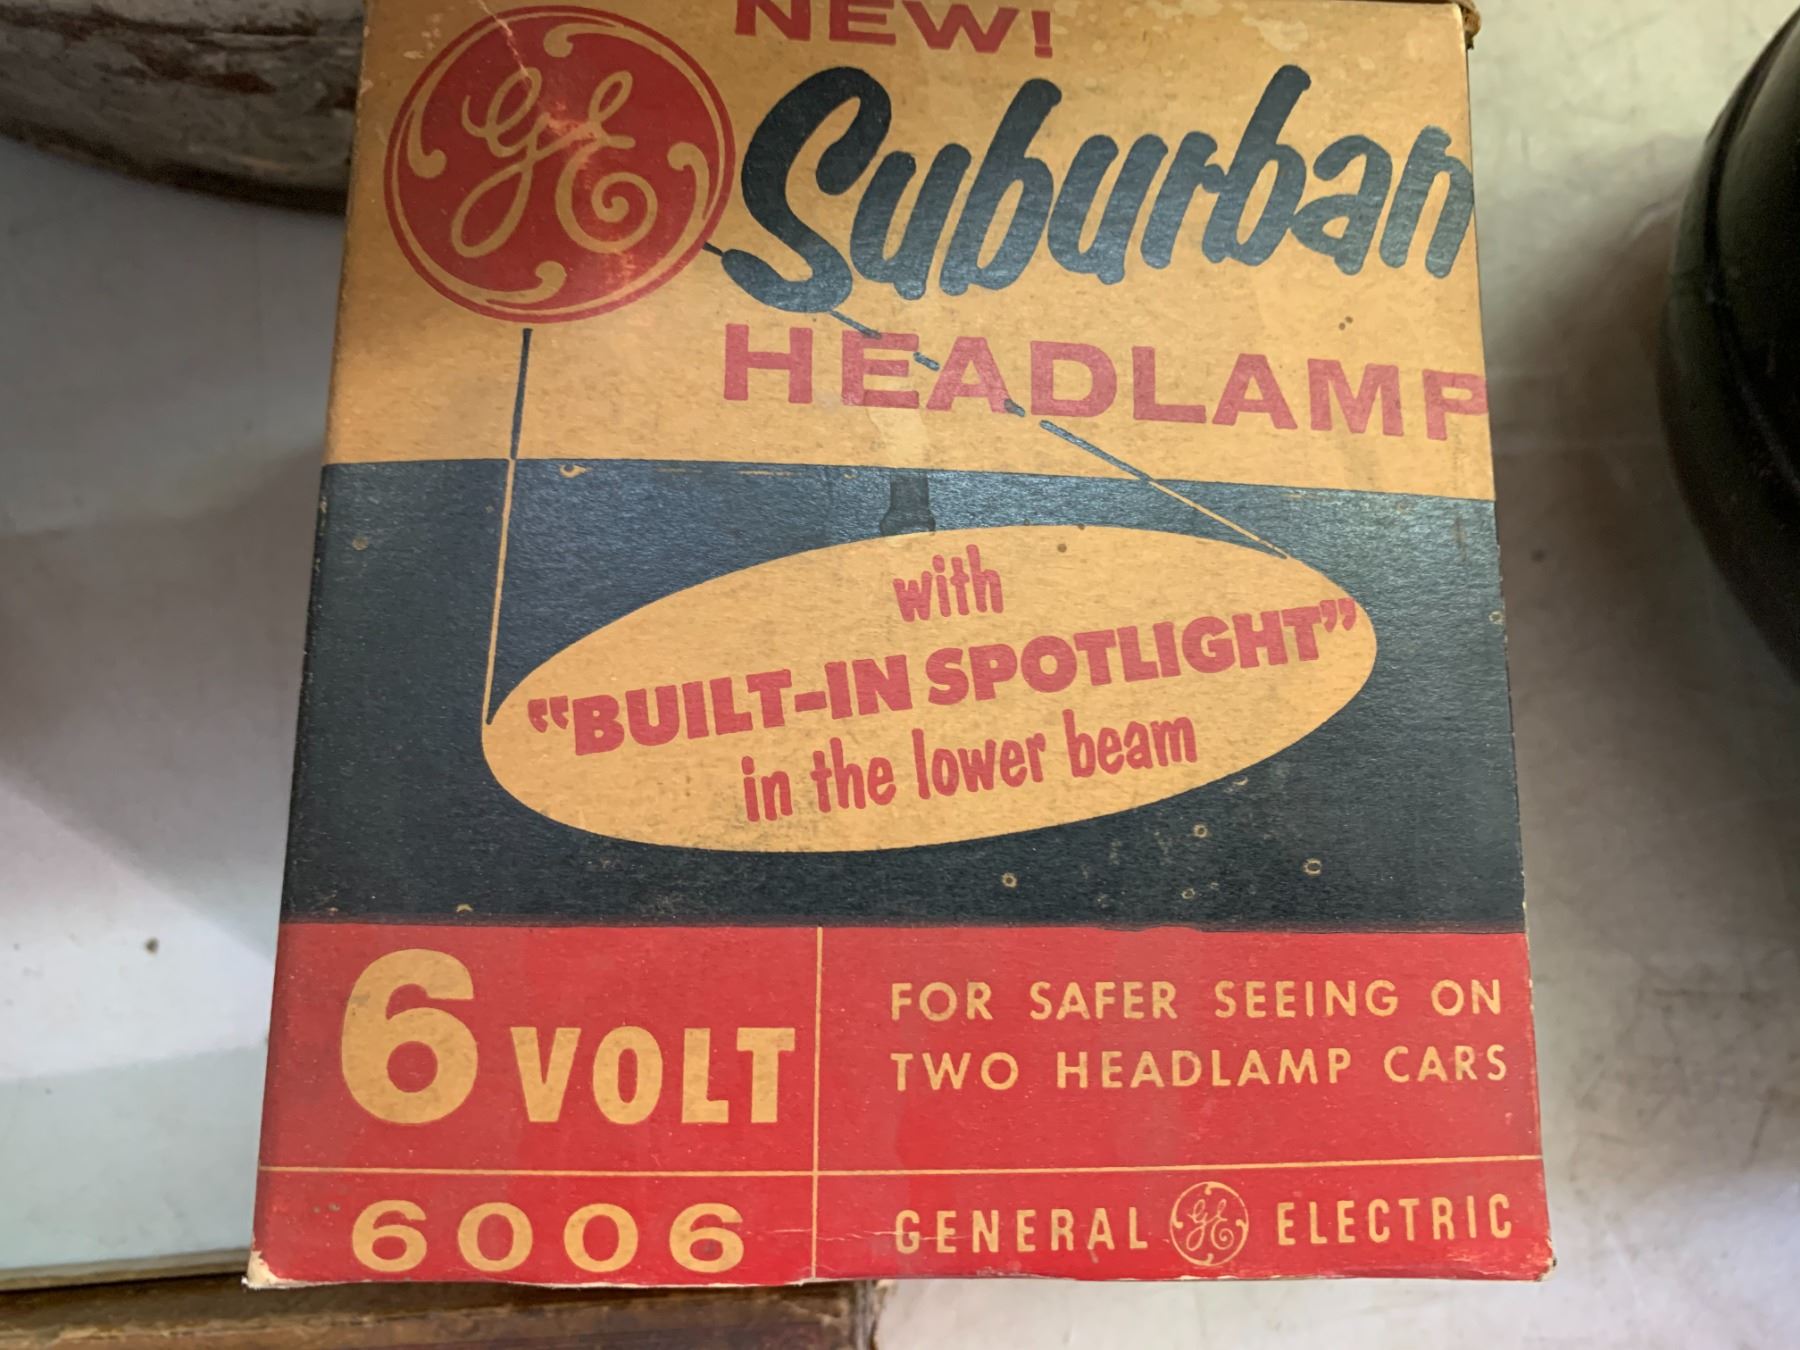 NEW!
GE
Suburban
HEADLAMP
with
"BUILT-IN SPOTLIGHT"
in the lower beam
6 VOLT
FOR SAFER SEEING ON
TWO HEADLAMP CARS
6006
GENERAL GE ELECTRIC